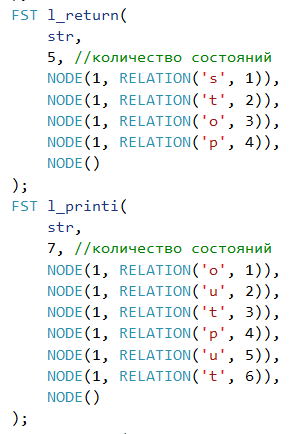 FST l_return(
str,
5, //количество состояний
NODE(1, RELATION('s', 1)),
NODE(1, RELATION('t', 2)),
NODE(1, RELATION('o', 3)),
NODE(1, RELATION('p', 4)),
NODE()
);
FST l_printi(
str,
7, //количество состояний
NODE(1, RELATION('o', 1)),
NODE(1, RELATION('u', 2)),
NODE(1, RELATION('t', 3)),
NODE(1, RELATION('p', 4)),
NODE(1, RELATION('u', 5)),
NODE(1, RELATION('t', 6)),
NODE()
);